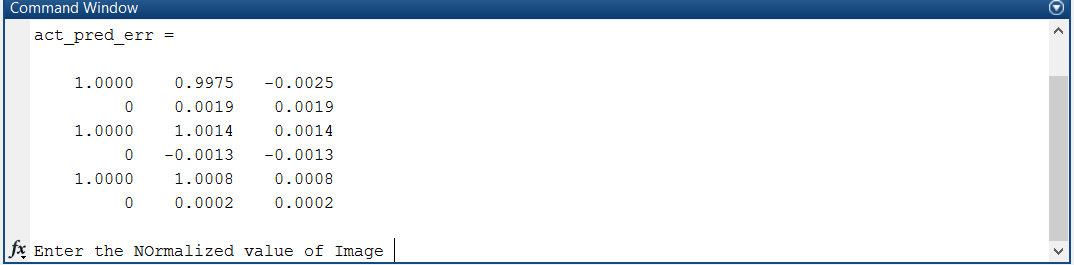 Command Window
act_pred_err =
1.0000 0.9975 -0.0025
0 0.0019 0.0019
1.0000 1.0014 0.0014
0 -0.0013 -0.0013
1.0000 1.0008 0.0008
0 0.0002 0.0002
fx Enter the NOrmalized value of Image